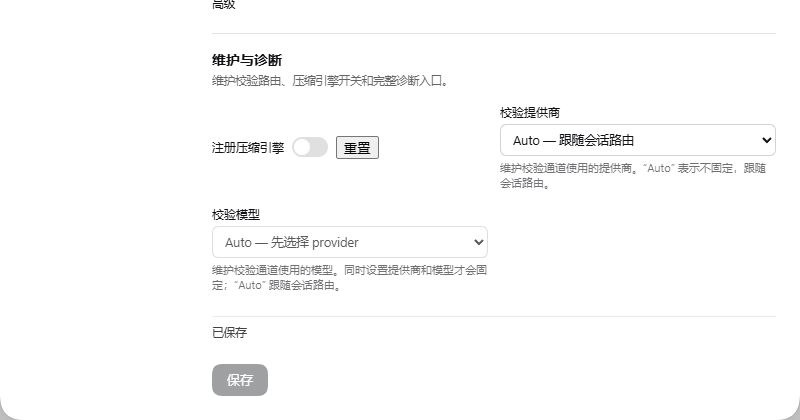 高级
维护与诊断
维护校验路由、压缩引擎开关和完整诊断入口。
注册压缩引擎
重置
校验提供商
Auto — 跟随会话路由
维护校验通道使用的提供商。“Auto” 表示不固定，跟随
会话路由。
校验模型
Auto — 先选择 provider
维护校验通道使用的模型。同时设置提供商和模型才会固
定；“Auto” 跟随会话路由。
已保存
保存